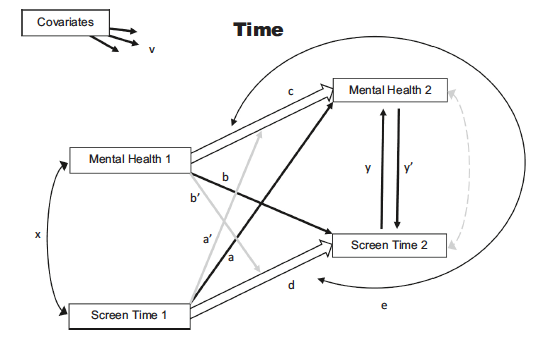 Covariates
v
Time
c
Mental Health 2
Mental Health 1
b
y
y'
b'
x
a'
a
Screen Time 2
d
e
Screen Time 1